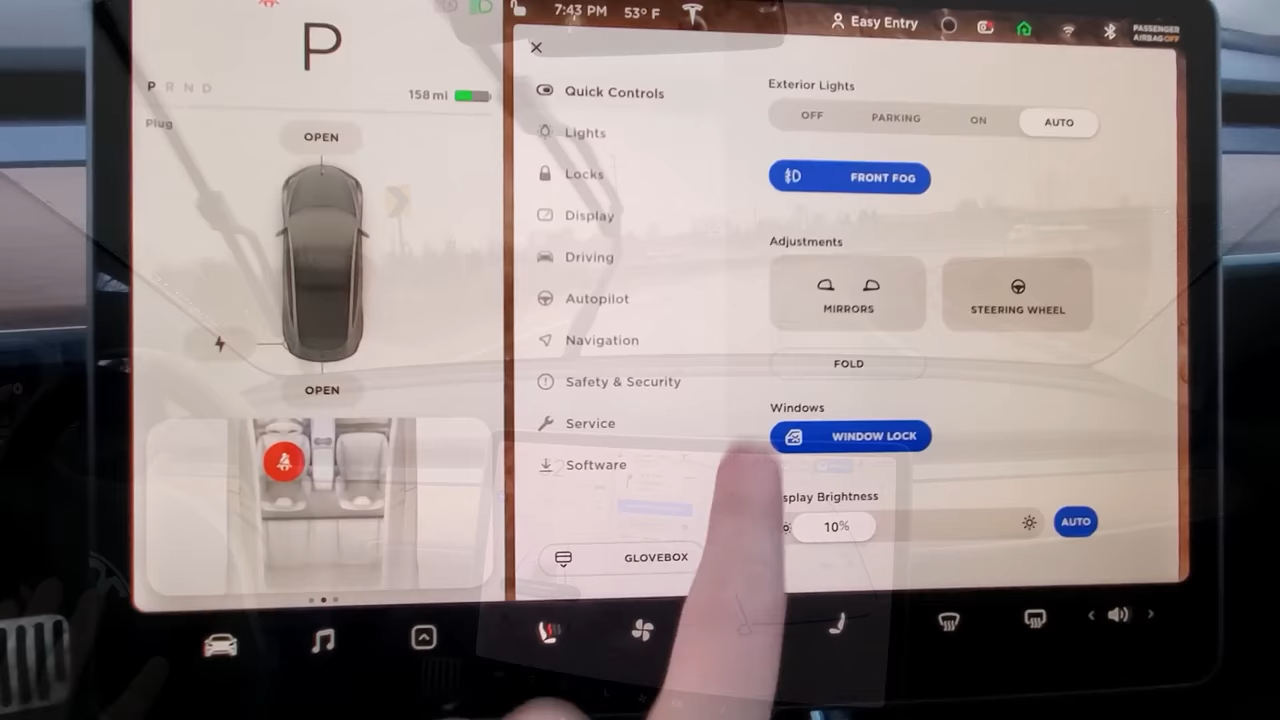 7:43 PM 53° F
Easy Entry
PASSENGER
AIRBAG OFF
P
P R N D
158 mi
Plug
OPEN
OPEN
Quick Controls
Lights
Locks
Display
Driving
Autopilot
Navigation
Safety & Security
Service
Software
GLOVEBOX
Exterior Lights
OFF PARKING ON AUTO
FRONT FOG
Adjustments
MIRRORS STEERING WHEEL
FOLD
Windows
WINDOW LOCK
splay Brightness
10% AUTO